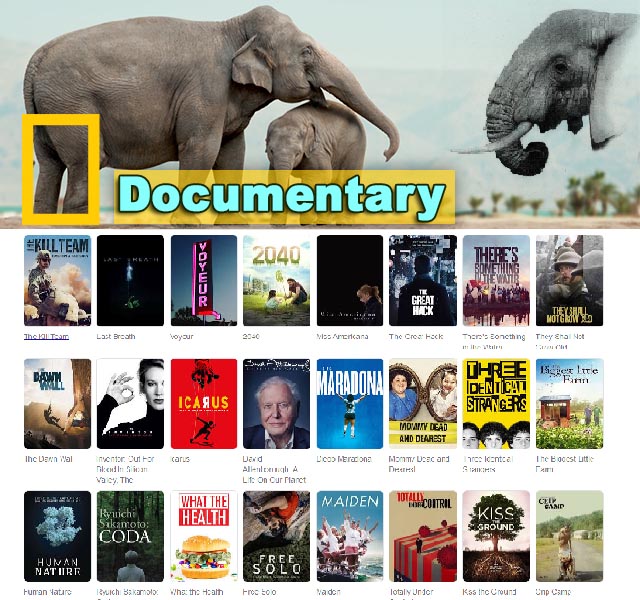 Documentary
THE KILL TEAM
LAST BREATH
VOYEUR
2040
Miss Americana
THE GREAT HACK
THERE'S SOMETHING IN THE WATER
THEY SHALL NOT GROW OLD
The Kill Team
Last Breath
Voyeur
2040
Miss Americana
The Great Hack
There's Something
in the Water
They Shall Not
Grow Old
THE DAWN WALL
ICARUS
MARADONA
MOMMY DEAD AND DEAREST
THREE IDENTICAL STRANGERS
Biggest Little Farm
The Dawn Wall
Inventor: Out For
Blood In Silicon
Valley, The
Icarus
David
Attenborough: A
Life On Our Planet
Diego Maradona
Mommy Dead and
Dearest
Three Identical
Strangers
The Biggest Little
Farm
HUMAN NATURE
Ryuichi Sakamoto: CODA
WHAT THE HEALTH
FREE SOLO
MAIDEN
TOTALLY UNDER CONTROL
KISS THE GROUND
CRIP CAMP
Human Nature
Ryuichi Sakamoto:
What the Health
Free Solo
Maiden
Totally Under
Kiss the Ground
Crip Camp